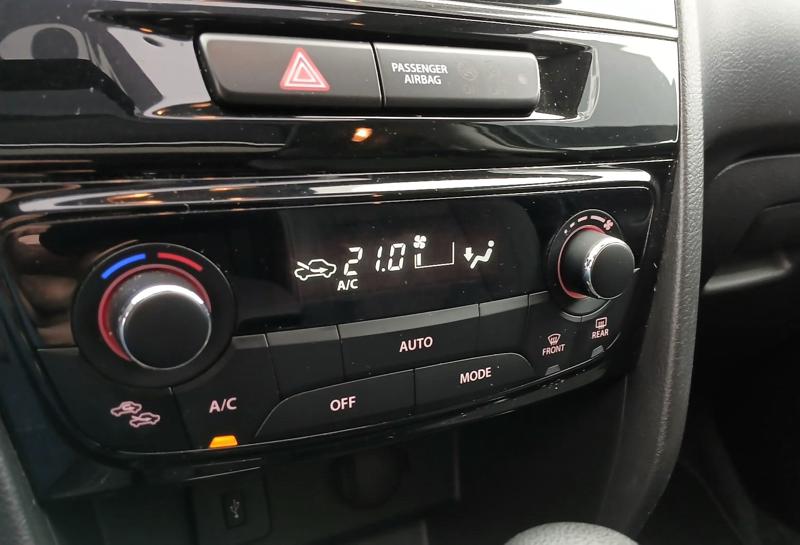 PASSENGER
AIRBAG
21.0
A/C
AUTO
FRONT
REAR
A/C
OFF
MODE